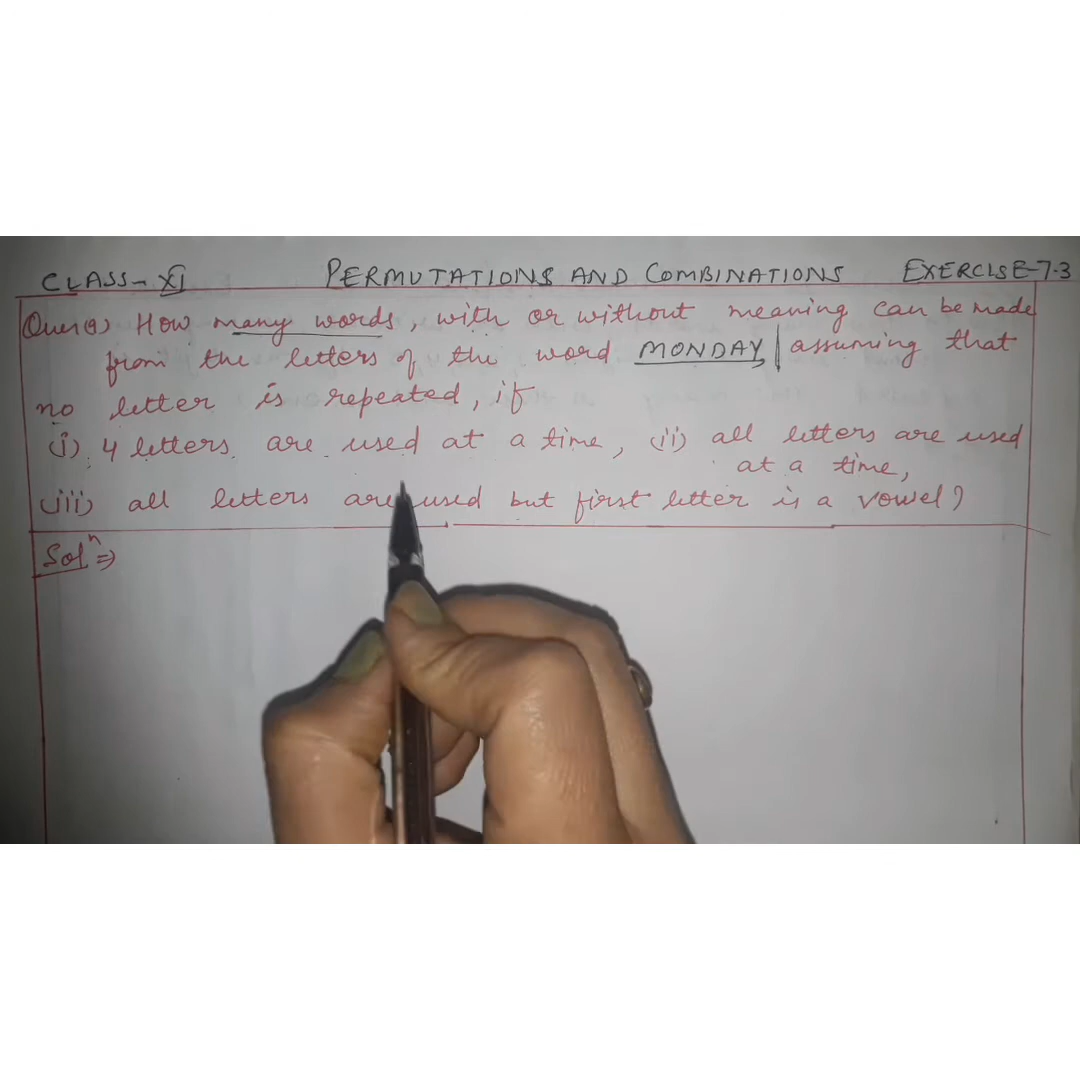 CLASS-XI PERMUTATIONS AND COMBINATIONS EXERCISE-7.3
Ques(9) How many words, with or without meaning can be made
from the letters of the word MONDAY, assuming that
no letter is repeated, if
(i) 4 letters are used at a time, (ii) all letters are used
at a time,
(iii) all letters are used but first letter is a vowel?
Solⁿ⇒